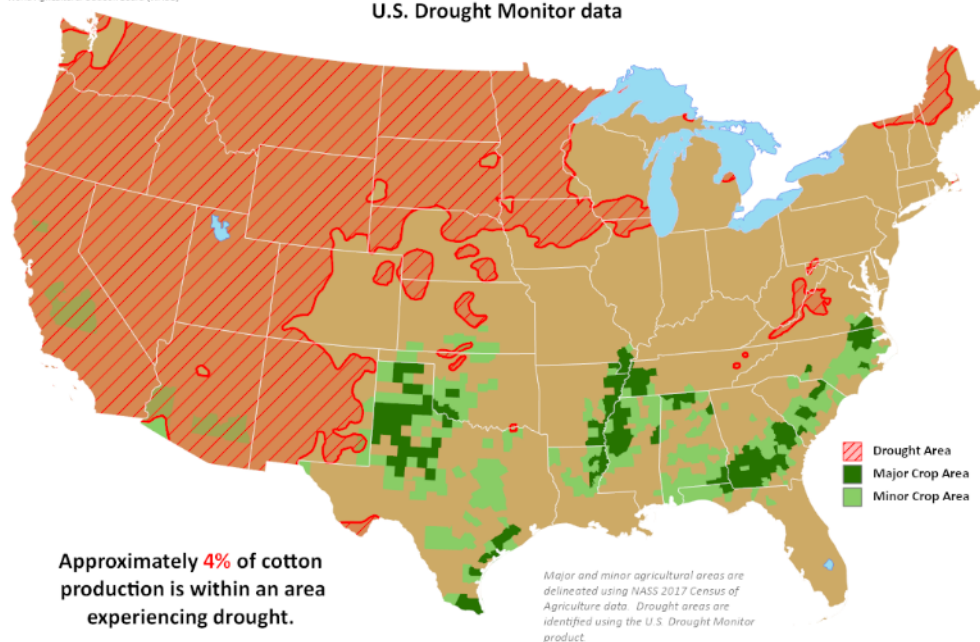 U.S. Drought Monitor data
Drought Area
Major Crop Area
Minor Crop Area
Approximately 4% of cotton
production is within an area
experiencing drought.
Major and minor agricultural areas are
delineated using NASS 2017 Census of
Agriculture data. Drought areas are
identified using the U.S. Drought Monitor
product.